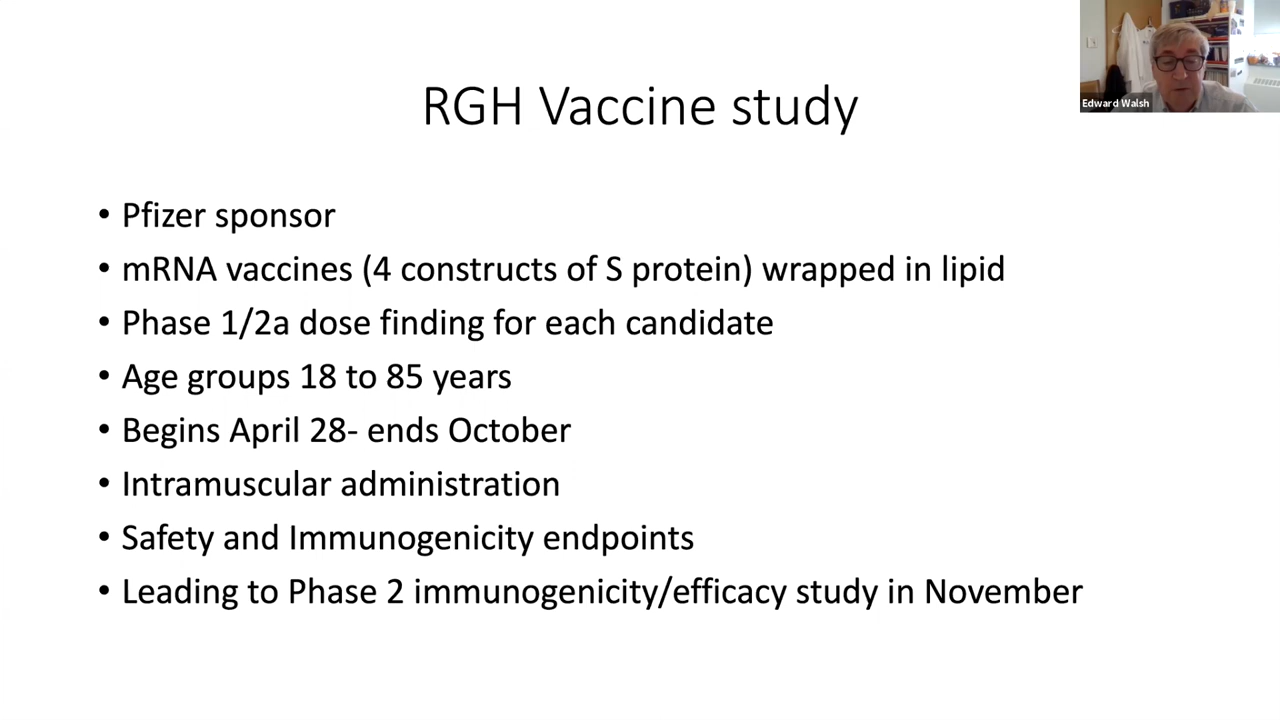 RGH Vaccine study
Edward Walsh
• Pfizer sponsor
• mRNA vaccines (4 constructs of S protein) wrapped in lipid
• Phase 1/2a dose finding for each candidate
• Age groups 18 to 85 years
• Begins April 28- ends October
• Intramuscular administration
• Safety and Immunogenicity endpoints
• Leading to Phase 2 immunogenicity/efficacy study in November